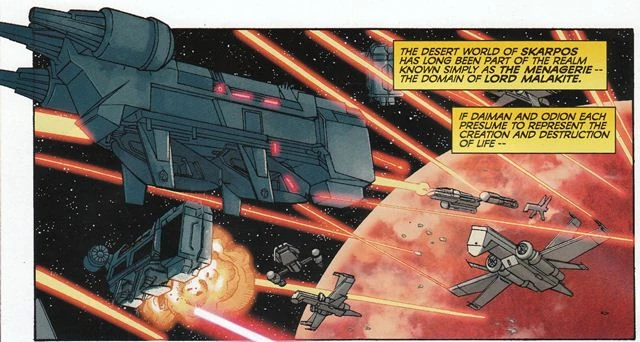 THE DESERT WORLD OF SKARPOS
HAS LONG BEEN PART OF THE REALM
KNOWN SIMPLY AS THE MENAGERIE --
THE DOMAIN OF LORD MALAKITE.
IF DAIMAN AND ODION EACH
PRESUME TO REPRESENT THE
CREATION AND DESTRUCTION
OF LIFE --